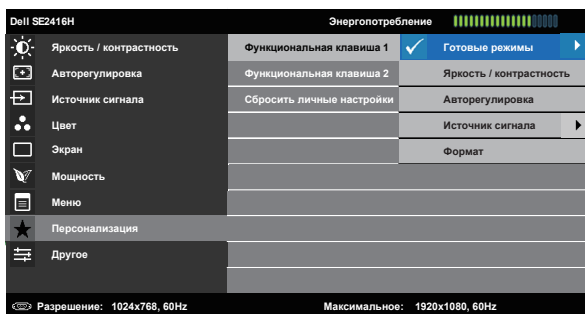 Dell SE2416H Энергопотребление
Яркость / контрастность Функциональная клавиша 1 Готовые режимы
Авторегулировка Функциональная клавиша 2 Яркость / контрастность
Источник сигнала Сбросить личные настройки Авторегулировка
Цвет Источник сигнала
Экран Формат
Мощность
Меню
Персонализация
Другое
Разрешение: 1024x768, 60Hz Максимальное: 1920x1080, 60Hz